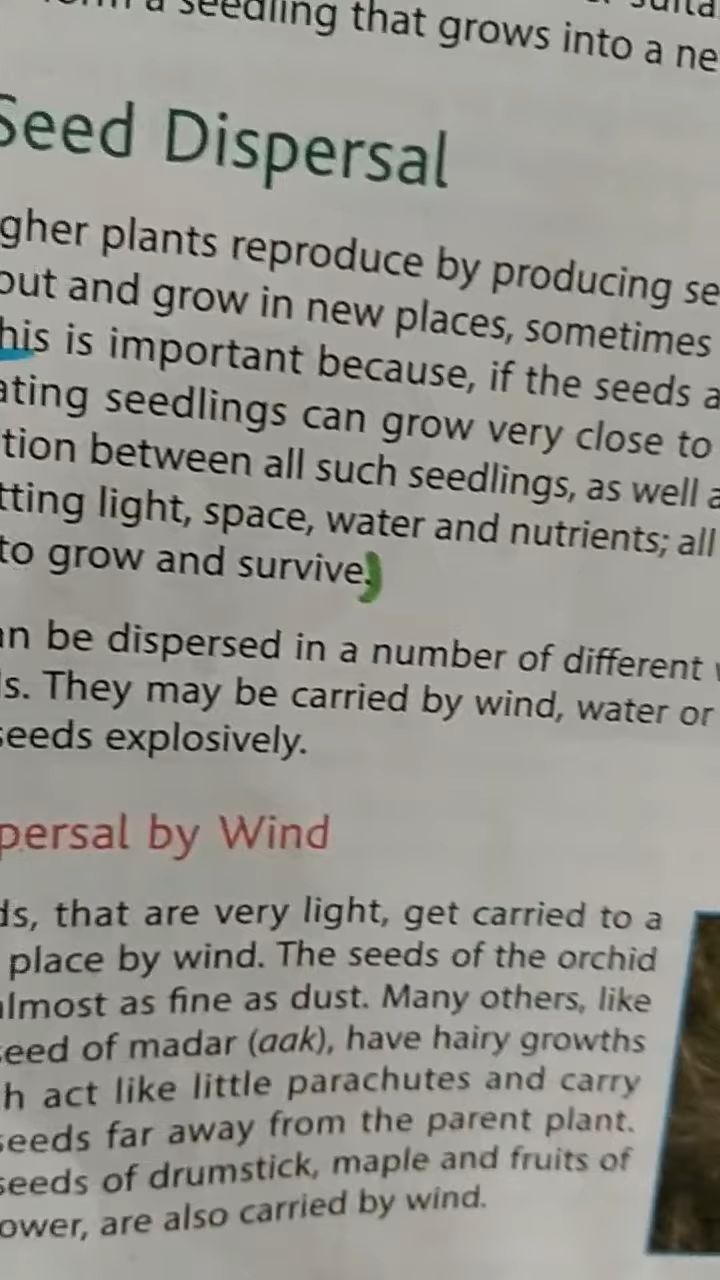 a seedling that grows into a ne
Seed Dispersal
gher plants reproduce by producing se
out and grow in new places, sometimes
his is important because, if the seeds a
ating seedlings can grow very close to
tion between all such seedlings, as well a
tting light, space, water and nutrients; all
to grow and survive.
an be dispersed in a number of different w
ls. They may be carried by wind, water or
seeds explosively.
persal by Wind
ds, that are very light, get carried to a
place by wind. The seeds of the orchid
almost as fine as dust. Many others, like
seed of madar (aak), have hairy growths
h act like little parachutes and carry
seeds far away from the parent plant.
seeds of drumstick, maple and fruits of
ower, are also carried by wind.